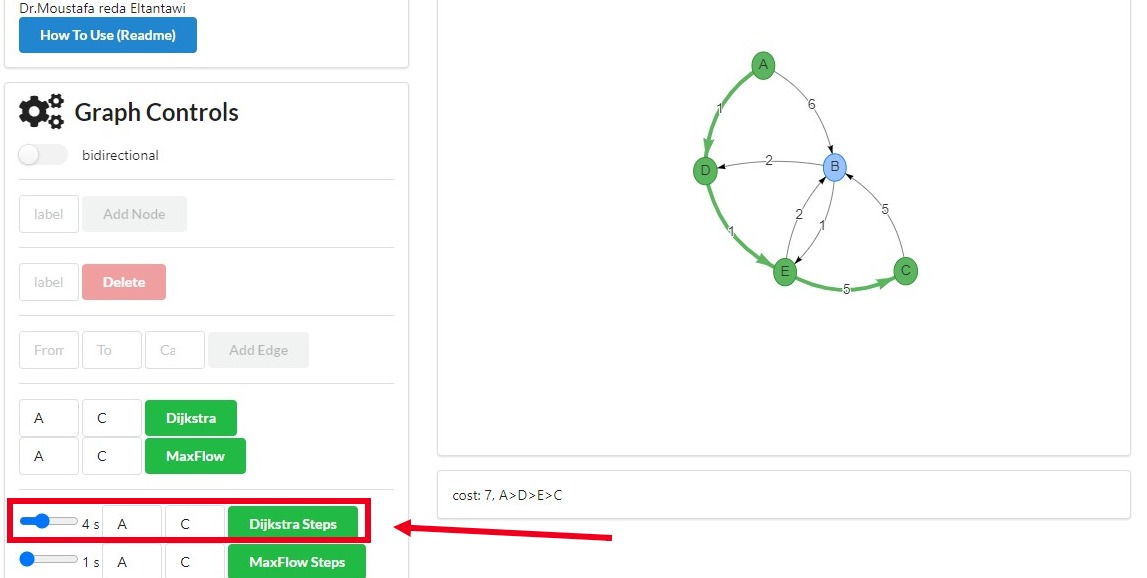 Dr.Moustafa reda Eltantawi
How To Use (Readme)
Graph Controls
bidirectional
label Add Node
label Delete
From To Ca Add Edge
A C Dijkstra
A C MaxFlow
4 s A C Dijkstra Steps
1 s A C MaxFlow Steps
A
1 6
D 2 B
1 2 1 5
E 5 C
cost: 7, A>D>E>C